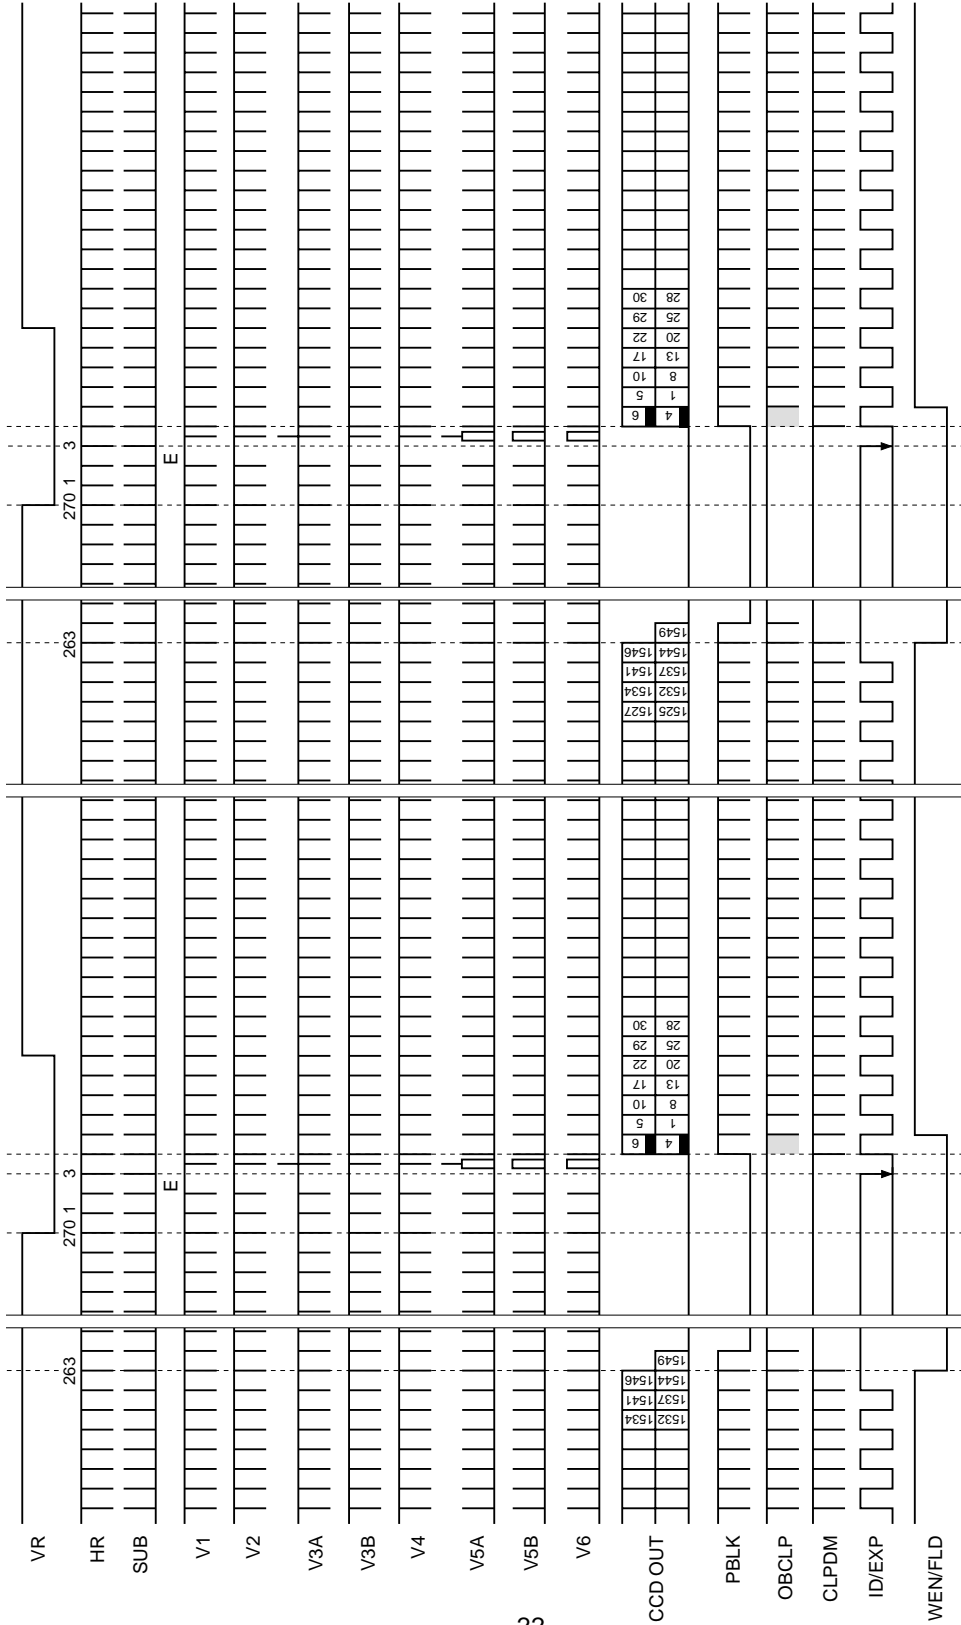 VR
263 270 1 3 263 270 1 3
HR
SUB
E E
V1
V2
V3A
V3B
V4
V5A
V5B
V6
CCD OUT
1534 1541 1546 6 5 10 17 22 29 30 1527 1534 1541 1546 6 5 10 17 22 29 30
1532 1537 1544 1549 4 1 8 13 20 25 28 1525 1532 1537 1544 1549 4 1 8 13 20 25 28
PBLK
OBCLP
CLPDM
ID/EXP
WEN/FLD